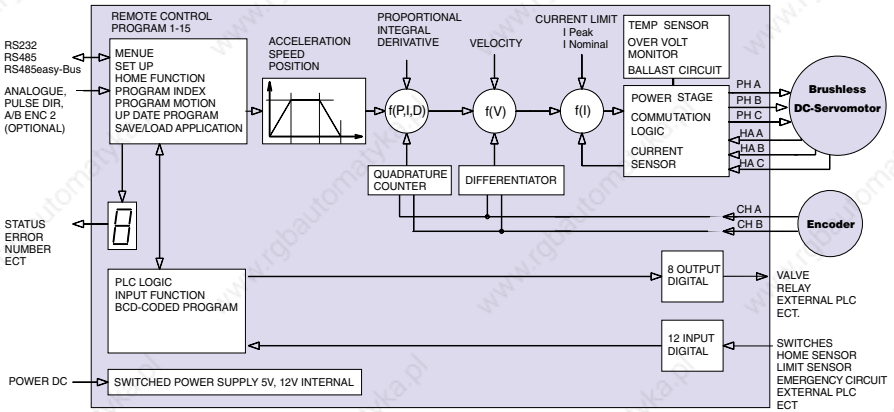 REMOTE CONTROL
PROGRAM 1-15
RS232
RS485
RS485easy-Bus
ANALOGUE,
PULSE DIR,
A/B ENC 2
(OPTIONAL)
MENUE
SET UP
HOME FUNCTION
PROGRAM INDEX
PROGRAM MOTION
UP DATE PROGRAM
SAVE/LOAD APPLICATION
ACCELERATION
SPEED
POSITION
PROPORTIONAL
INTEGRAL
DERIVATIVE
f(P,I,D)
VELOCITY
f(V)
CURRENT LIMIT
I Peak
I Nominal
f(I)
TEMP SENSOR
OVER VOLT
MONITOR
BALLAST CIRCUIT
POWER STAGE
COMMUTATION
LOGIC
CURRENT
SENSOR
PH A
PH B
PH C
HA A
HA B
HA C
Brushless
DC-Servomotor
QUADRATURE
COUNTER
DIFFERENTIATOR
CH A
CH B
Encoder
8
STATUS
ERROR
NUMBER
ECT
PLC LOGIC
INPUT FUNCTION
BCD-CODED PROGRAM
8 OUTPUT
DIGITAL
VALVE
RELAY
EXTERNAL PLC
ECT.
12 INPUT
DIGITAL
SWITCHES
HOME SENSOR
LIMIT SENSOR
EMERGENCY CIRCUIT
EXTERNAL PLC
ECT
POWER DC
SWITCHED POWER SUPPLY 5V, 12V INTERNAL
www.rgbautomatyka.pl